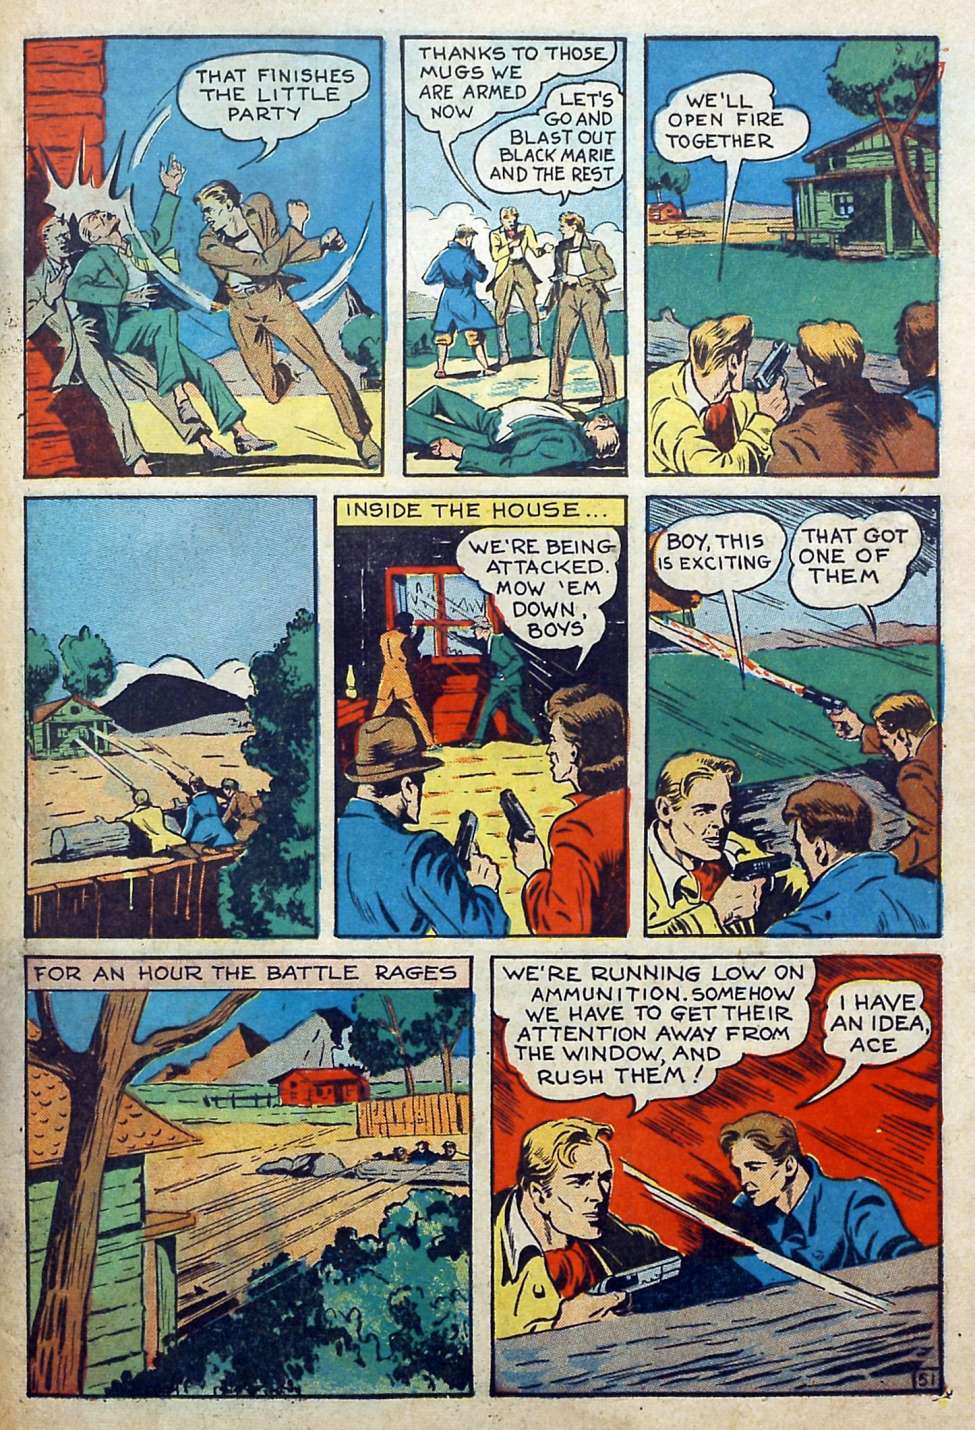 THAT FINISHES
THE LITTLE
PARTY
THANKS TO THOSE
MUGS WE
ARE ARMED
NOW
LET'S
GO AND
BLAST OUT
BLACK MARIE
AND THE REST
WE'LL
OPEN FIRE
TOGETHER
INSIDE THE HOUSE...
WE'RE BEING
ATTACKED.
MOW 'EM
DOWN,
BOYS
BOY, THIS
IS EXCITING
THAT GOT
ONE OF
THEM
FOR AN HOUR THE BATTLE RAGES
WE'RE RUNNING LOW ON
AMMUNITION. SOMEHOW
WE HAVE TO GET THEIR
ATTENTION AWAY FROM
THE WINDOW, AND
RUSH THEM!
I HAVE
AN IDEA,
ACE
51